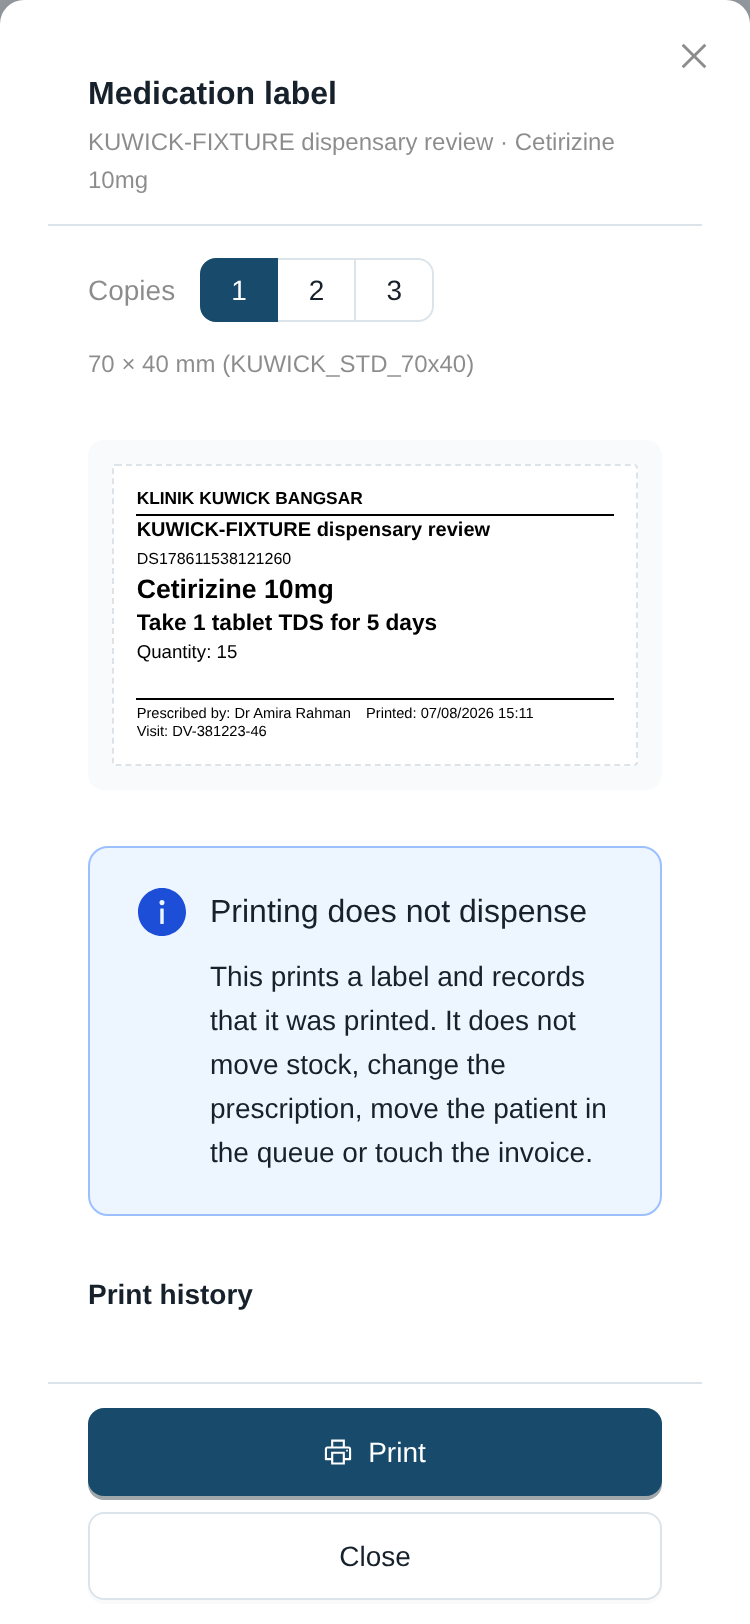 Medication label
KUWICK-FIXTURE dispensary review · Cetirizine
10mg
Copies 1 2 3
70 × 40 mm (KUWICK_STD_70x40)
KLINIK KUWICK BANGSAR
KUWICK-FIXTURE dispensary review
DS178611538121260
Cetirizine 10mg
Take 1 tablet TDS for 5 days
Quantity: 15
Prescribed by: Dr Amira Rahman Printed: 07/08/2026 15:11
Visit: DV-381223-46
Printing does not dispense
This prints a label and records
that it was printed. It does not
move stock, change the
prescription, move the patient in
the queue or touch the invoice.
Print history
Print
Close